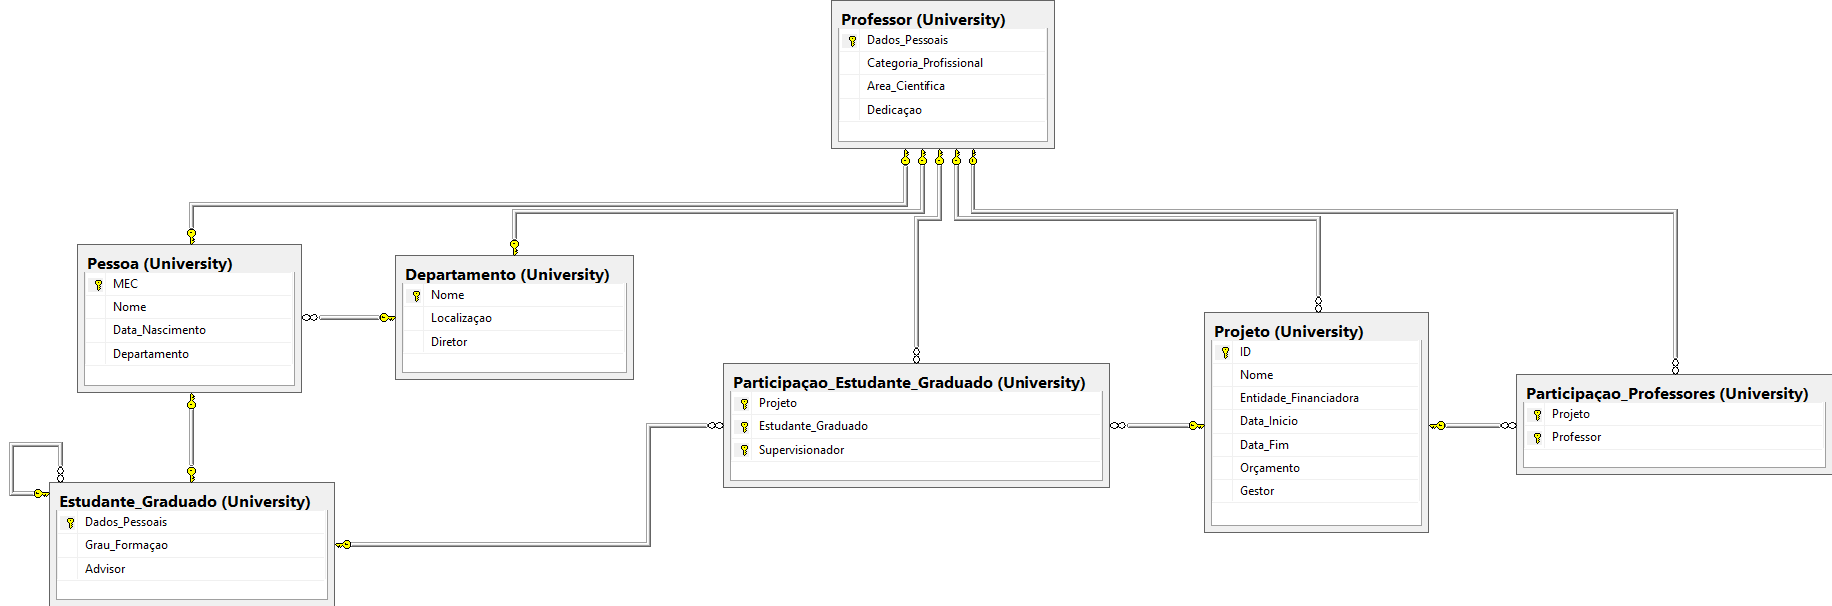 Professor (University)
Dados_Pessoais
Categoria_Profissional
Area_Cientifica
Dedicaçao
Pessoa (University)
MEC
Nome
Data_Nascimento
Departamento
Departamento (University)
Nome
Localizaçao
Diretor
Estudante_Graduado (University)
Dados_Pessoais
Grau_Formaçao
Advisor
Participaçao_Estudante_Graduado (University)
Projeto
Estudante_Graduado
Supervisionador
Projeto (University)
ID
Nome
Entidade_Financiadora
Data_Inicio
Data_Fim
Orçamento
Gestor
Participaçao_Professores (University)
Projeto
Professor